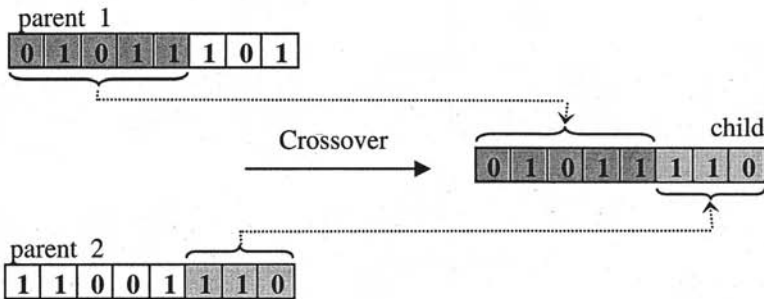 parent 1
0 1 0 1 1 1 0 1
Crossover
child
0 1 0 1 1 1 1 0
parent 2
1 1 0 0 1 1 1 0